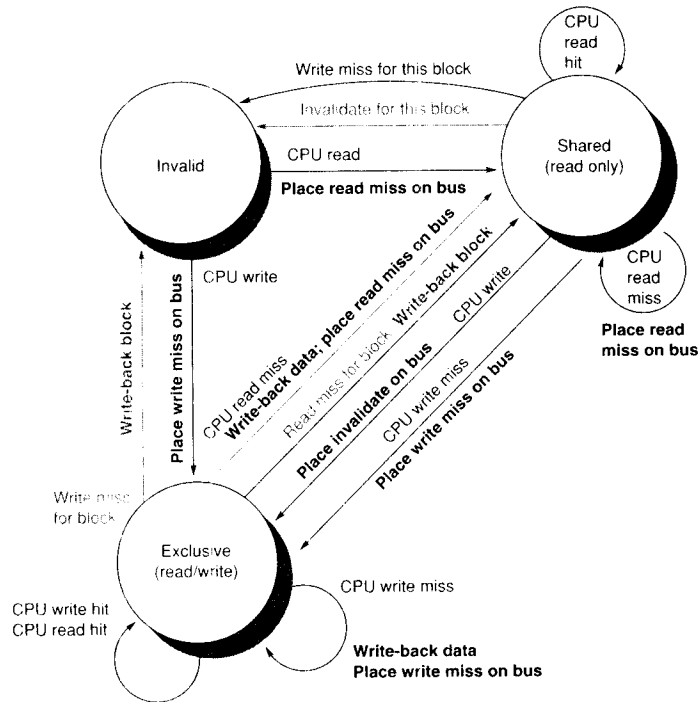 CPU
read
hit
Write miss for this block
Invalidate for this block
Invalid
Shared
(read only)
CPU read
Place read miss on bus
CPU
read
miss
Place read
miss on bus
CPU write
Place write miss on bus
Write-back block
CPU read miss
Write-back data; place read miss on bus
Read miss for block
Write-back block
CPU write
Place invalidate on bus
CPU write miss
Place write miss on bus
Write miss
for block
Exclusive
(read/write)
CPU write hit
CPU read hit
CPU write miss
Write-back data
Place write miss on bus